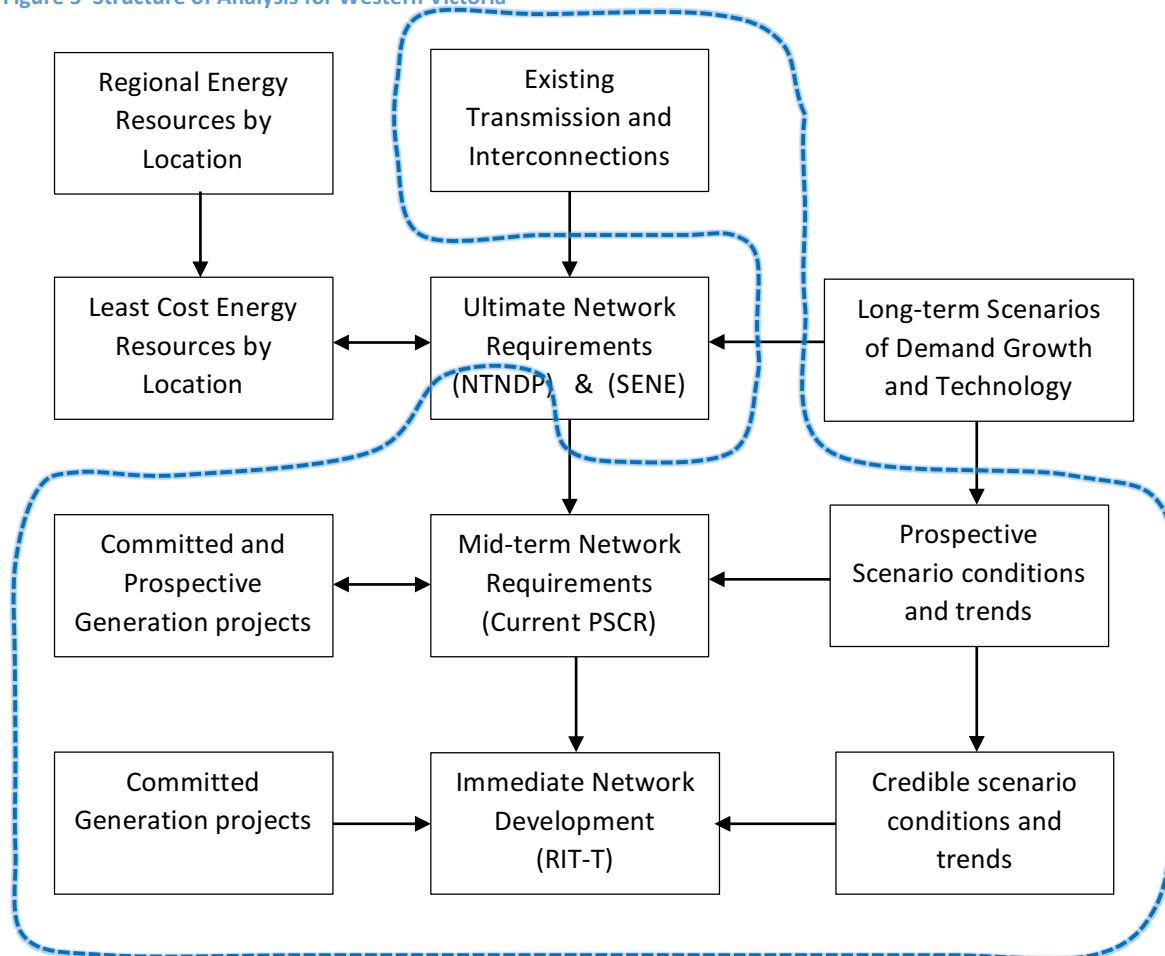 Figure 5 Structure of Analysis for Western Victoria
Regional Energy
Resources by
Location
Existing
Transmission and
Interconnections
Least Cost Energy
Resources by
Location
Ultimate Network
Requirements
(NTNDP) & (SENE)
Long-term Scenarios
of Demand Growth
and Technology
Committed and
Prospective
Generation projects
Mid-term Network
Requirements
(Current PSCR)
Prospective
Scenario conditions
and trends
Committed
Generation projects
Immediate Network
Development
(RIT-T)
Credible scenario
conditions and
trends